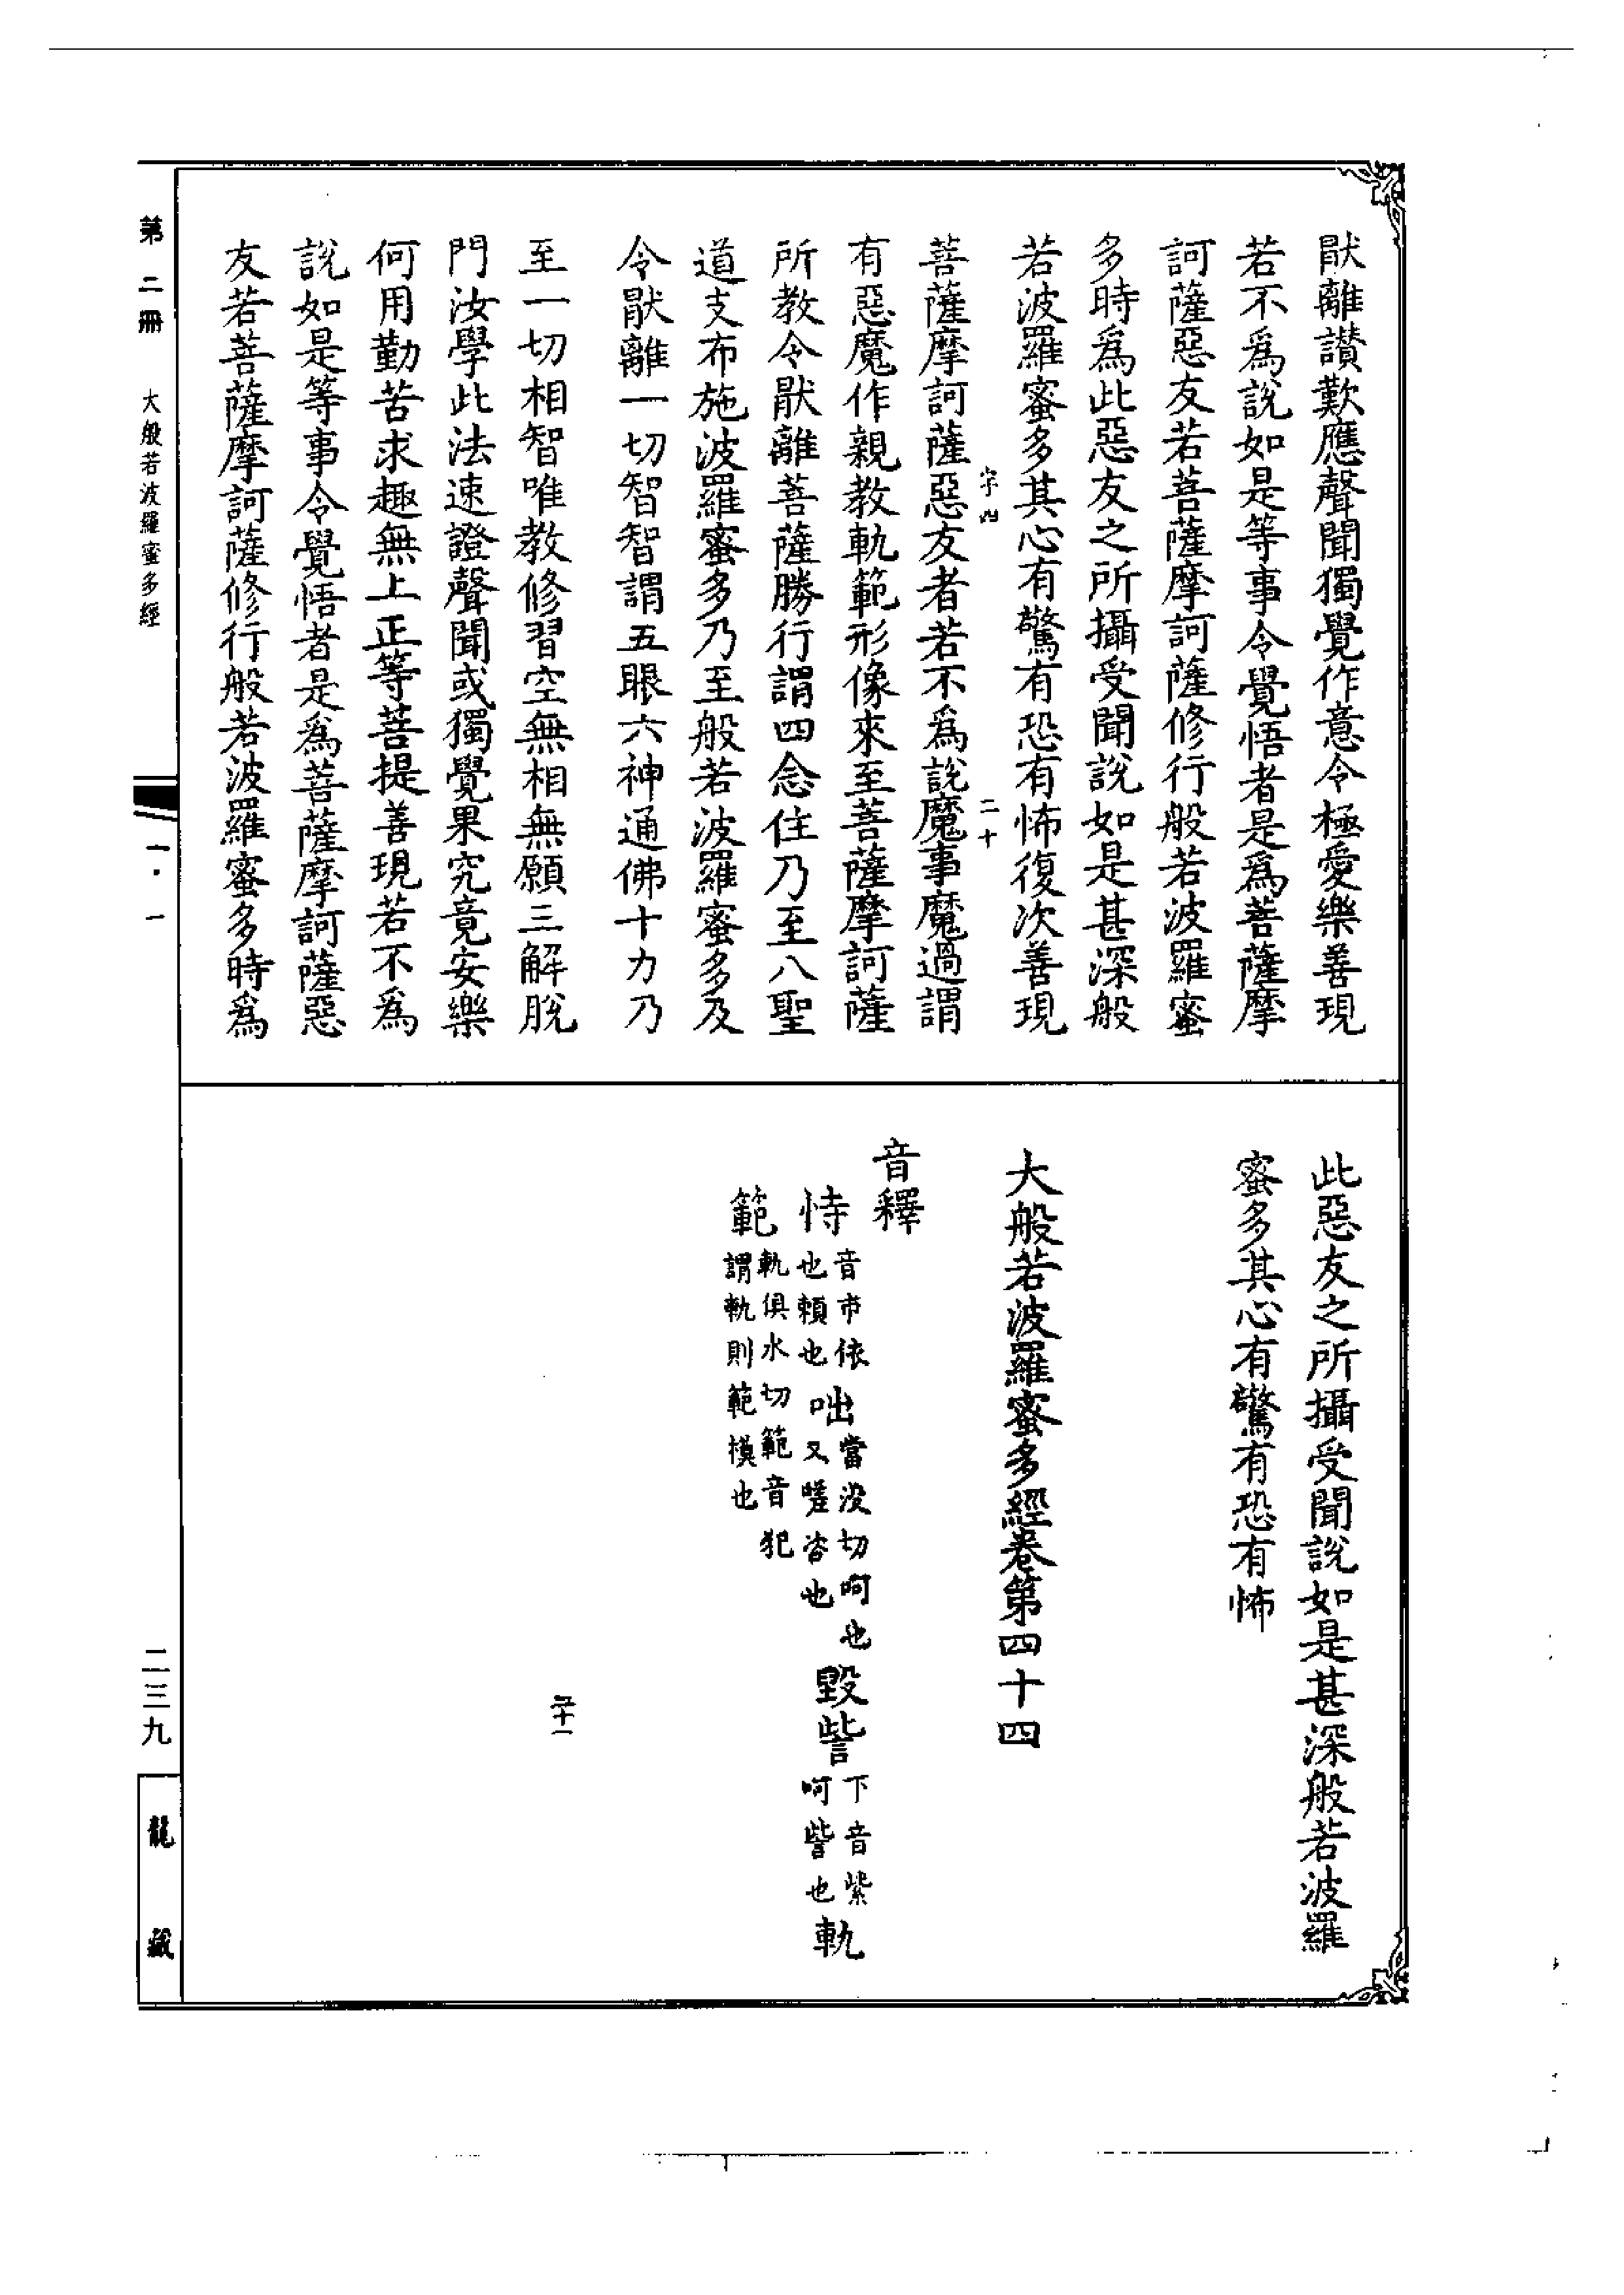 猒離讃歎應聲聞獨覺作意令極愛樂善現
若不爲說如是等事令覺悟者是爲菩薩摩
訶薩惡友若菩薩摩訶薩修行般若波羅蜜
多時爲此惡友之所攝受聞說如是甚深般
若波羅蜜多其心有驚有恐有怖復次善現
字四 二十
菩薩摩訶薩惡友者若不爲說魔事魔過謂
有惡魔作親教軌範形像來至菩薩摩訶薩
所教令猒離菩薩勝行謂四念住乃至八聖
道支布施波羅蜜多乃至般若波羅蜜多及
令猒離一切智智謂五眼六神通佛十力乃
至一切相智唯教修習空無相無願三解脫
門汝學此法速證聲聞或獨覺果究竟安樂
何用勤苦求趣無上正等菩提善現若不爲
說如是等事令覺悟者是爲菩薩摩訶薩惡
友若菩薩摩訶薩修行般若波羅蜜多時爲
此惡友之所攝受聞說如是甚深般若波羅
蜜多其心有驚有恐有怖
大般若波羅蜜多經卷第四十四
音釋
恃音市依也賴也咄當没切呵也又嗟咨也毀訾下音紫呵訾也軌
範軌俱水切範音犯謂軌則範模也
二十一
第二冊 大般若波羅蜜多經 一·一 二三九 龍藏